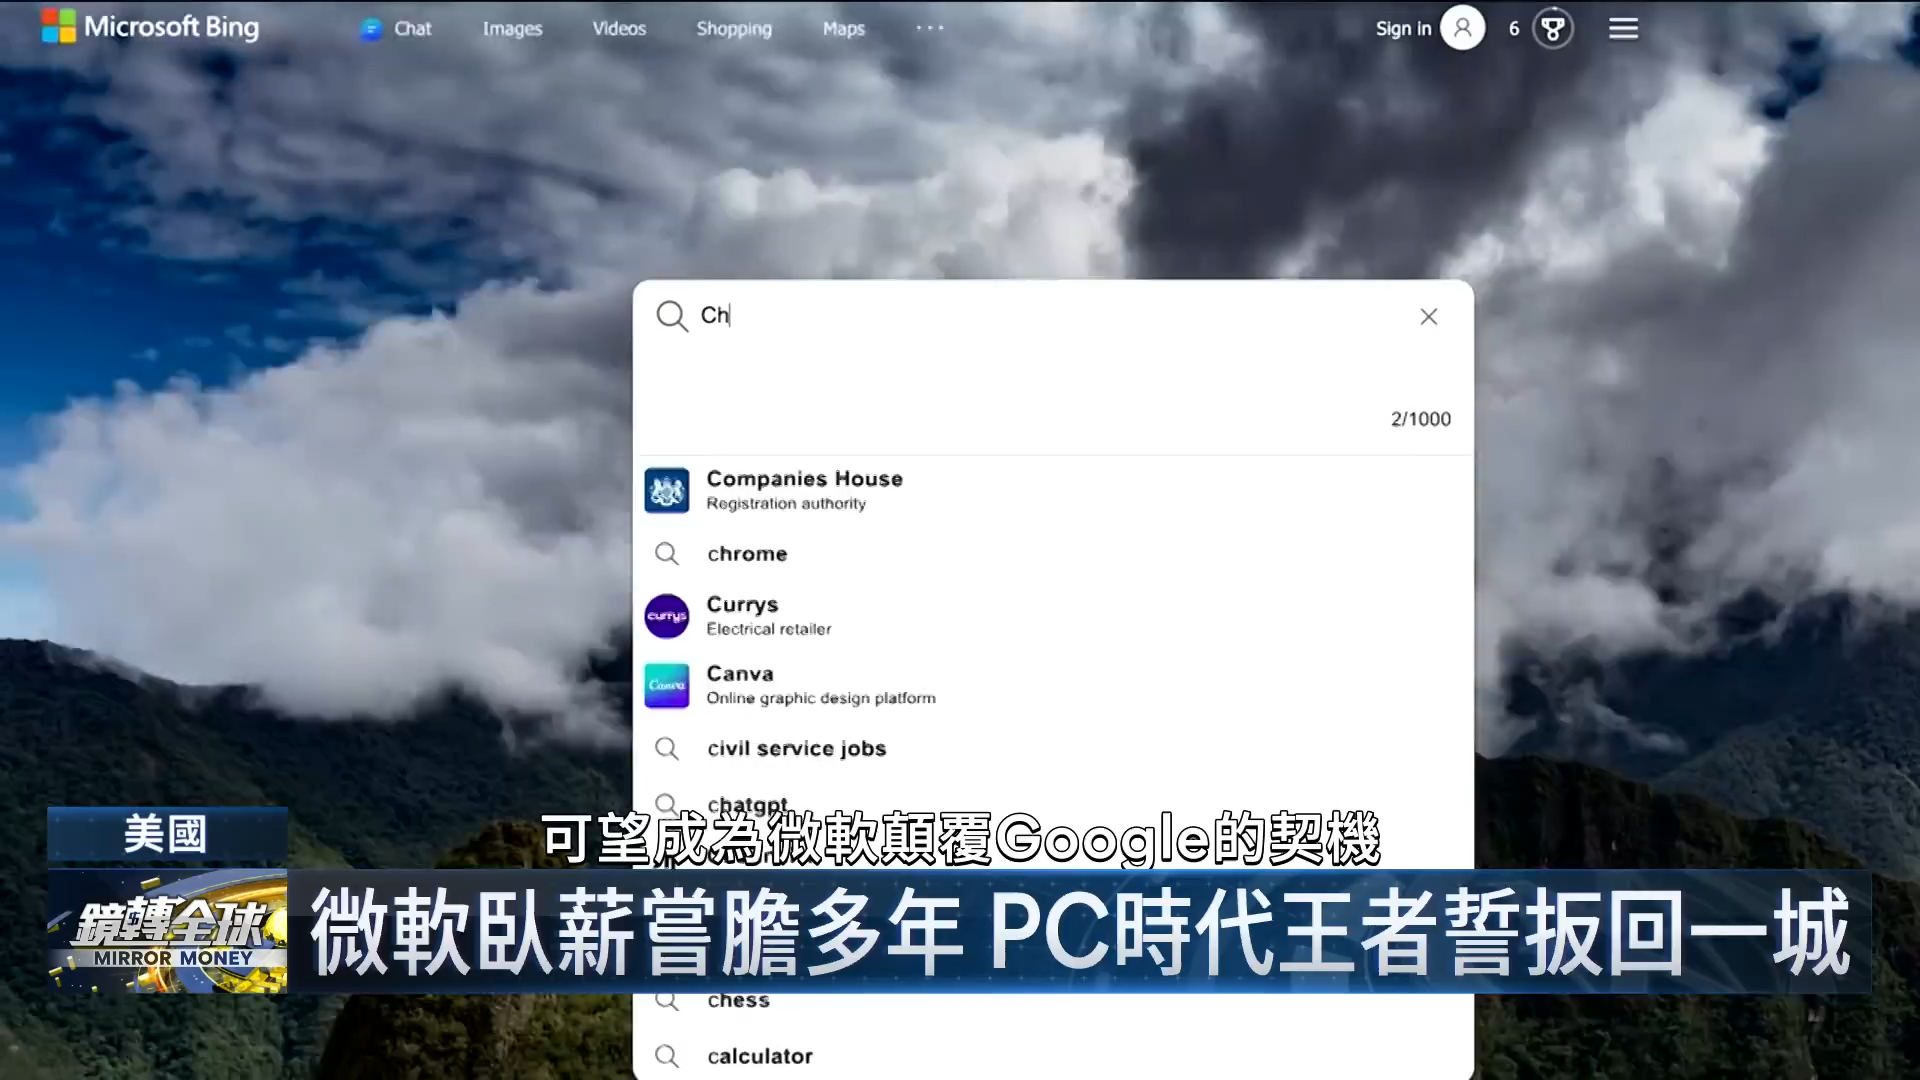 Microsoft Bing
Chat
Images
Videos
Shopping
Maps
Sign in
6
Ch
2/1000
Companies House
Registration authority
chrome
currys
Currys
Electrical retailer
Canva
Canva
Online graphic design platform
civil service jobs
chatgpt
可望成為微軟顛覆Google的契機
美國
鏡轉全球
MIRROR MONEY
微軟臥薪嘗膽多年 PC時代王者誓扳回一城
chess
calculator